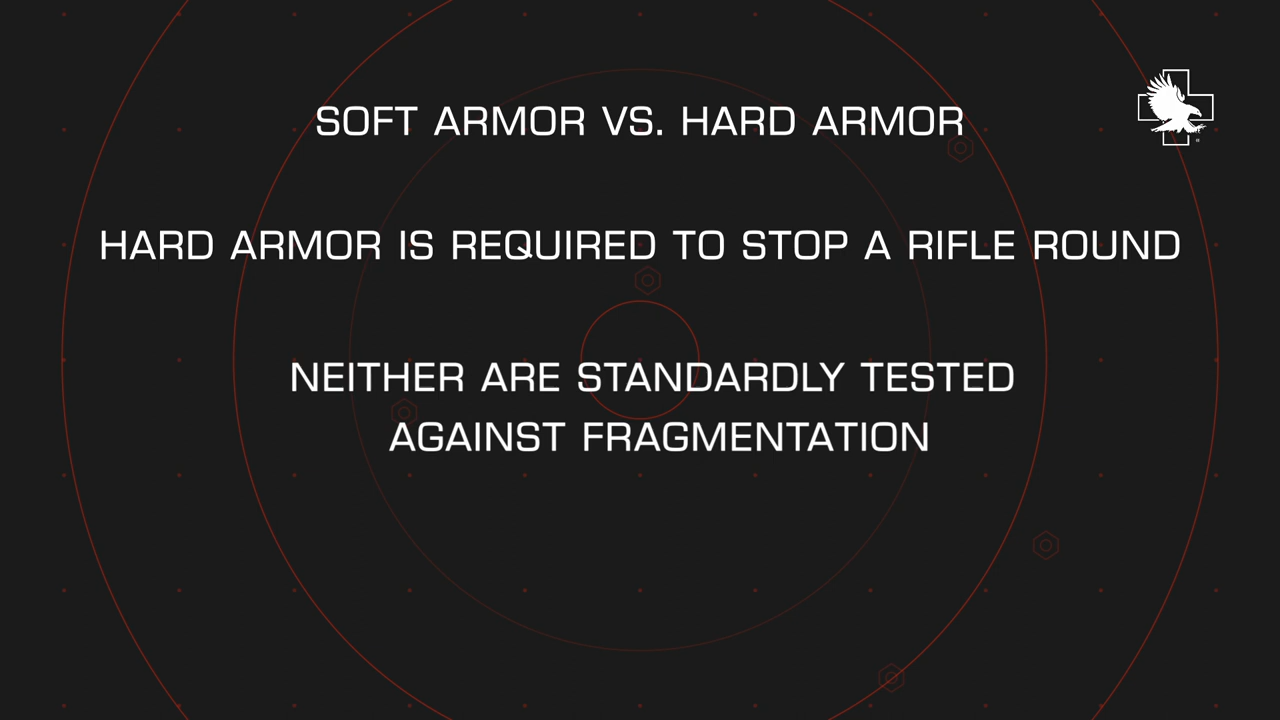 SOFT ARMOR VS. HARD ARMOR
HARD ARMOR IS REQUIRED TO STOP A RIFLE ROUND
NEITHER ARE STANDARDLY TESTED
AGAINST FRAGMENTATION